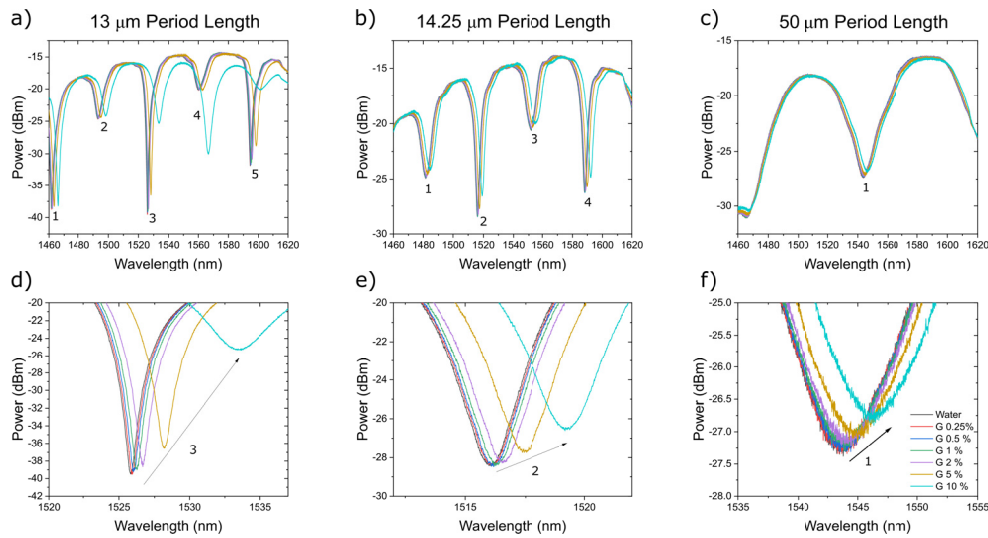 a)
13 μm Period Length
b)
14.25 μm Period Length
c)
50 μm Period Length
-15
-20
-25
-30
-35
-40
Power (dBm)
1
2
3
4
5
1460 1480 1500 1520 1540 1560 1580 1600 1620
Wavelength (nm)
-15
-20
-25
-30
Power (dBm)
1
2
3
4
1460 1480 1500 1520 1540 1560 1580 1600 1620
Wavelength (nm)
-15
-20
-25
-30
Power (dBm)
1
1460 1480 1500 1520 1540 1560 1580 1600 1620
Wavelength (nm)
d)
e)
f)
-20
-22
-24
-26
-28
-30
-32
-34
-36
-38
-40
-42
Power (dBm)
3
1525 1530 1535
Wavelength (nm)
-20
-22
-24
-26
-28
-30
Power (dBm)
2
1515 1520
Wavelength (nm)
-25.0
-25.5
-26.0
-26.5
-27.0
-27.5
-28.0
Power (dBm)
1
Water
G 0.25%
G 0.5 %
G 1 %
G 2 %
G 5 %
G 10 %
1535 1540 1545 1550 1555
Wavelength (nm)